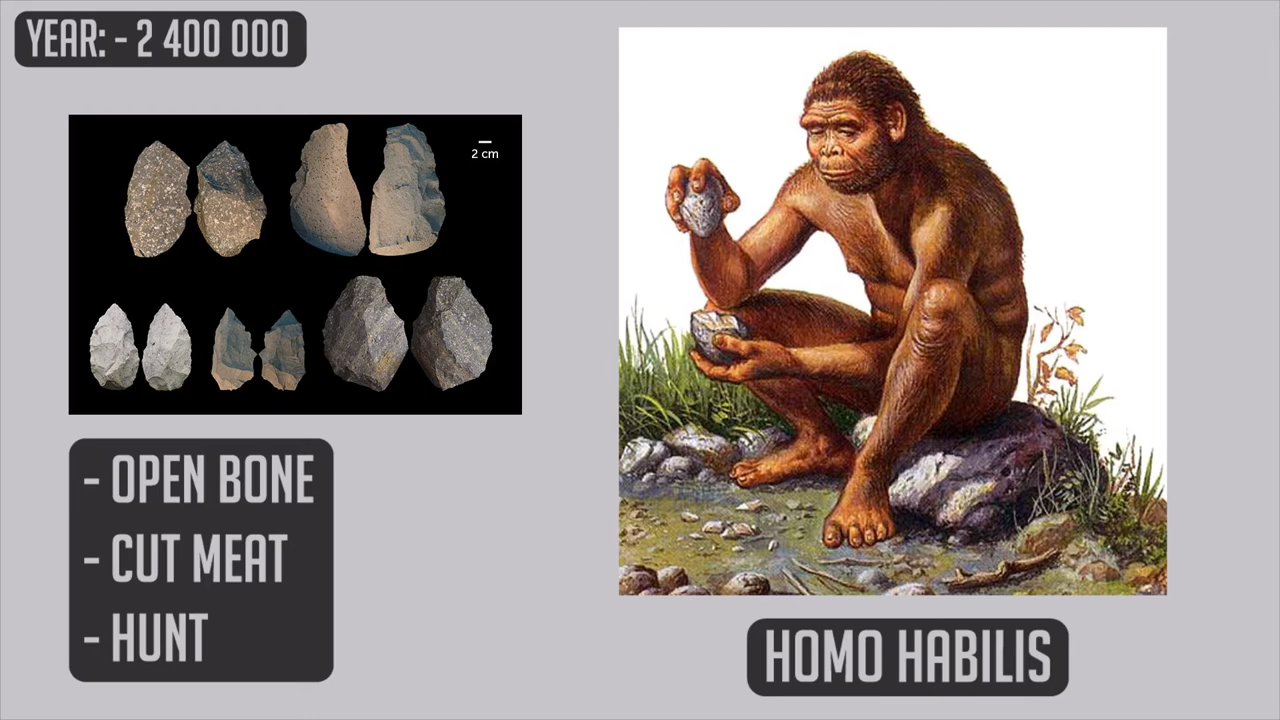 YEAR: - 2 400 000
2 cm
- OPEN BONE
- CUT MEAT
- HUNT
HOMO HABILIS